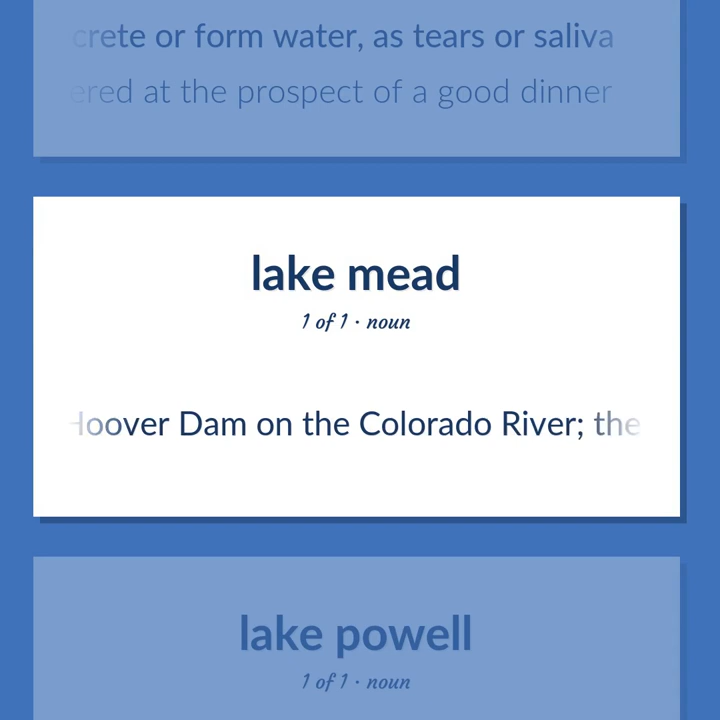 crete or form water, as tears or saliva
ered at the prospect of a good dinner
lake mead
1 of 1 · noun
Hoover Dam on the Colorado River; the
lake powell
1 of 1 · noun